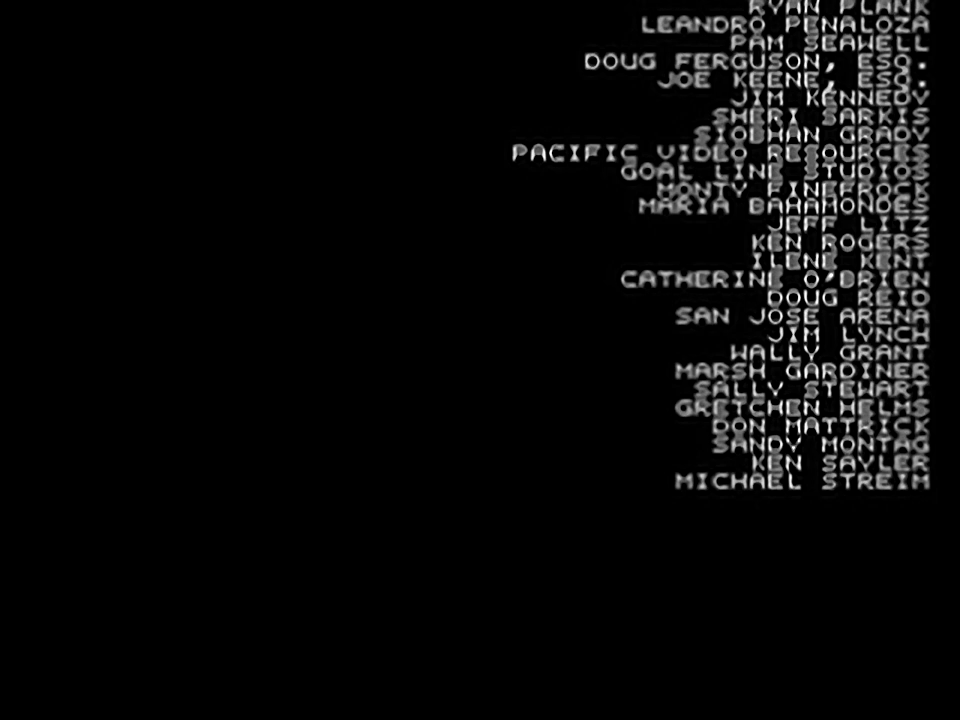 RYAN PLANK
LEANDRO PENALOZA
PAM SEAWELL
DOUG FERGUSON, ESQ.
JOE KEENE, ESQ.
JIM KENNEDY
SHERI SARKIS
SIOBHAN GRADY
PACIFIC VIDEO RESOURCES
GOAL LINE STUDIOS
MONTY FINEFROCK
MARIA BAHAMONDES
JEFF LITZ
KEN ROGERS
ILENE KENT
CATHERINE O'BRIEN
DOUG REID
SAN JOSE ARENA
JIM LYNCH
WALLY GRANT
MARSH GARDINER
SALLY STEWART
GRETCHEN HELMS
DON MATTRICK
SANDY MONTAG
KEN SAYLER
MICHAEL STREIM